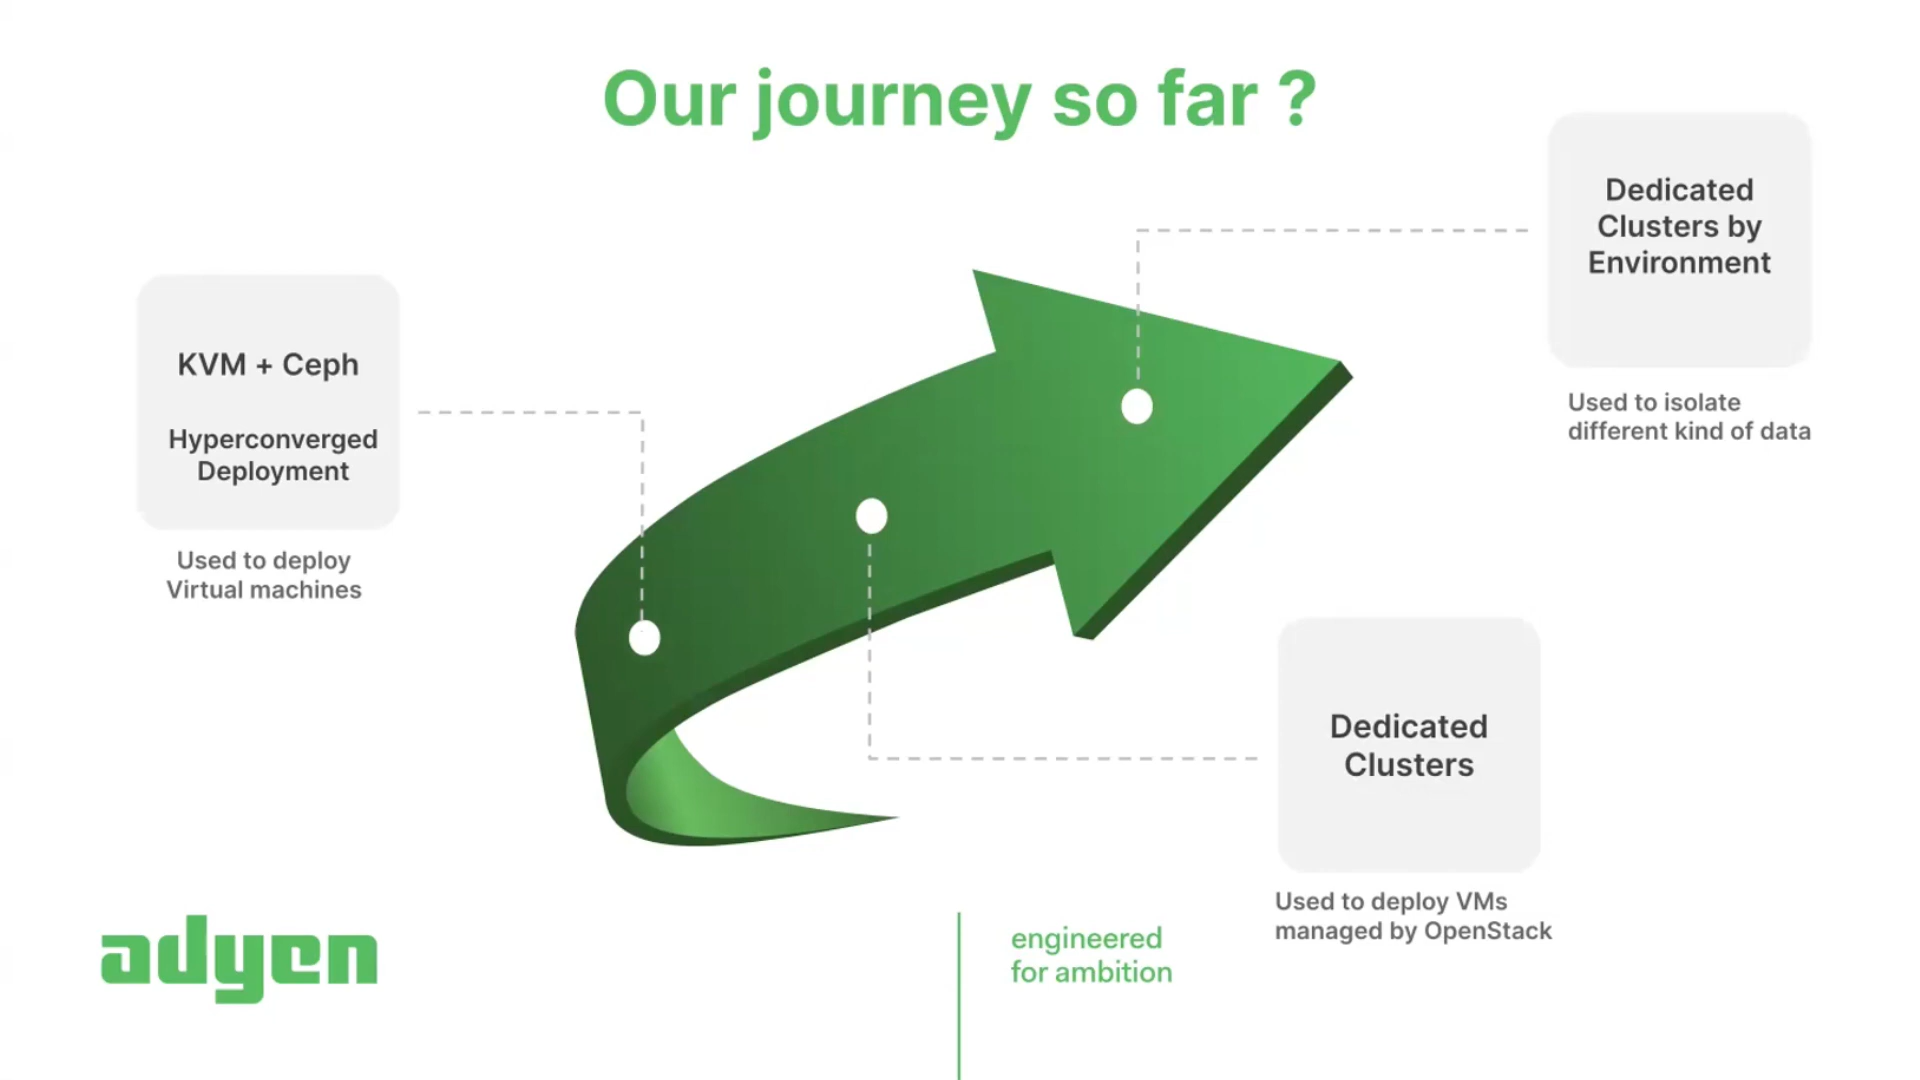 Our journey so far ?
KVM + Ceph
Hyperconverged
Deployment
Used to deploy
Virtual machines
Dedicated
Clusters by
Environment
Used to isolate
different kind of data
Dedicated
Clusters
Used to deploy VMs
managed by OpenStack
adyen
engineered
for ambition